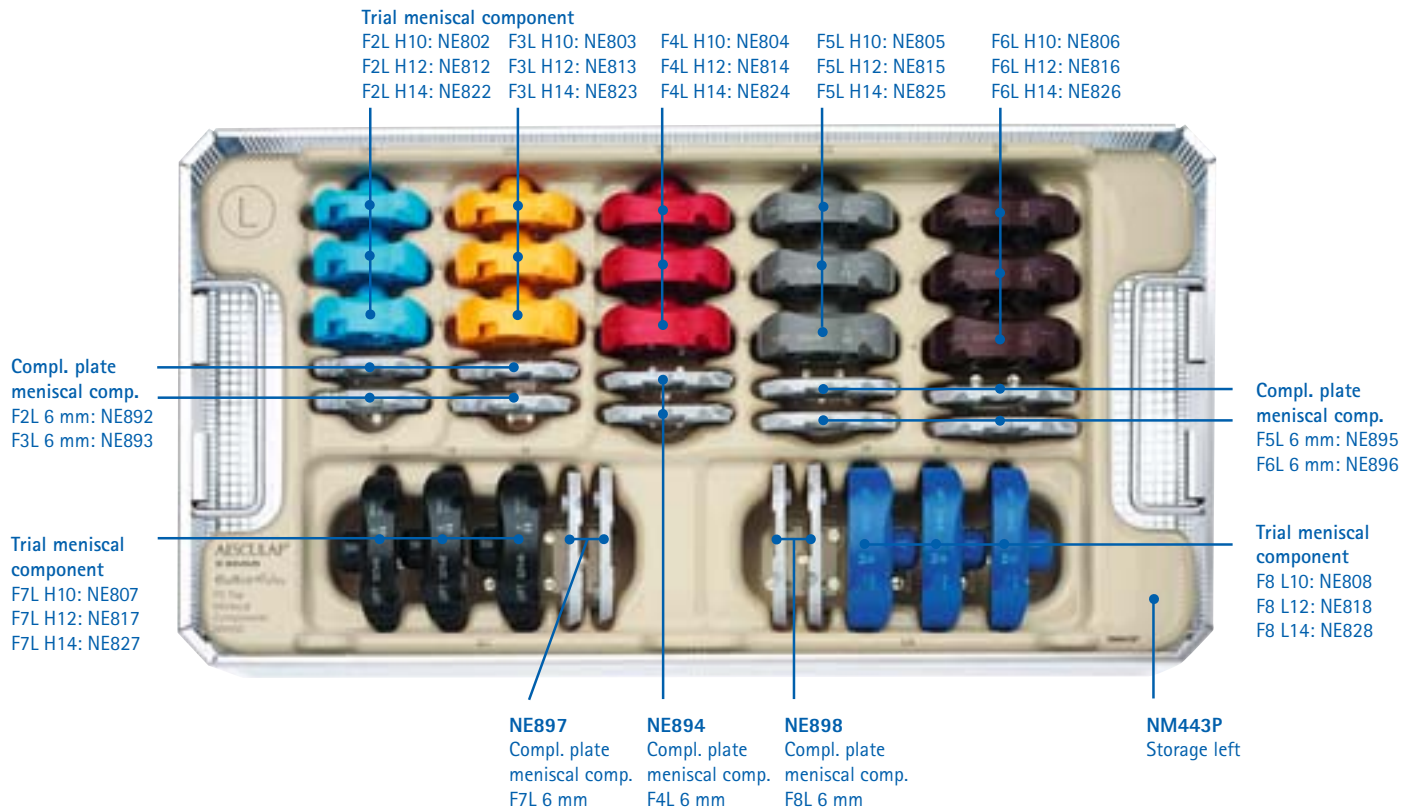 Trial meniscal component
F2L H10: NE802
F2L H12: NE812
F2L H14: NE822
F3L H10: NE803
F3L H12: NE813
F3L H14: NE823
F4L H10: NE804
F4L H12: NE814
F4L H14: NE824
F5L H10: NE805
F5L H12: NE815
F5L H14: NE825
F6L H10: NE806
F6L H12: NE816
F6L H14: NE826
L
Compl. plate
meniscal comp.
F2L 6 mm: NE892
F3L 6 mm: NE893
Compl. plate
meniscal comp.
F5L 6 mm: NE895
F6L 6 mm: NE896
Trial meniscal
component
F7L H10: NE807
F7L H12: NE817
F7L H14: NE827
AESCULAP
Trial meniscal
component
F8 L10: NE808
F8 L12: NE818
F8 L14: NE828
NE897
Compl. plate
meniscal comp.
F7L 6 mm
NE894
Compl. plate
meniscal comp.
F4L 6 mm
NE898
Compl. plate
meniscal comp.
F8L 6 mm
NM443P
Storage left